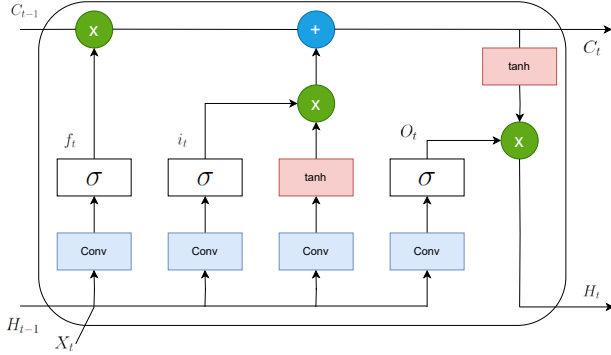 C_{t-1}
x
+
C_t
tanh
x
x
f_t
i_t
O_t
σ
σ
tanh
σ
Conv
Conv
Conv
Conv
H_{t-1}
H_t
X_t